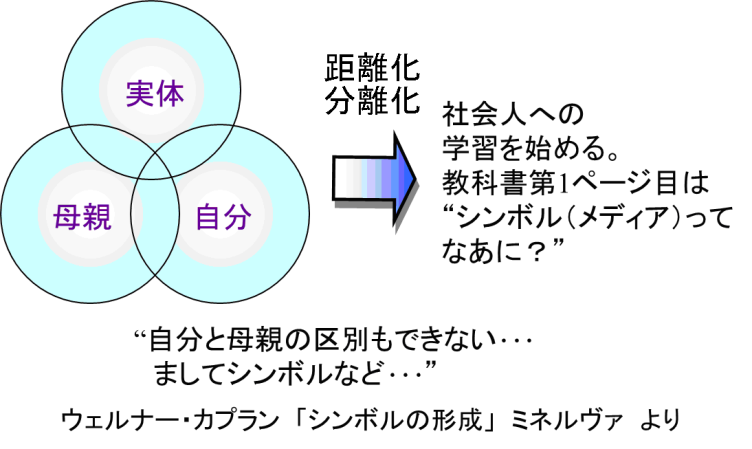 実体
母親
自分
距離化
分離化
社会人への
学習を始める。
教科書第1ページ目は
“シンボル（メディア）って
なあに？”
“自分と母親の区別もできない･･･
ましてシンボルなど･･･”
ウェルナー・カプラン「シンボルの形成」ミネルヴァ より